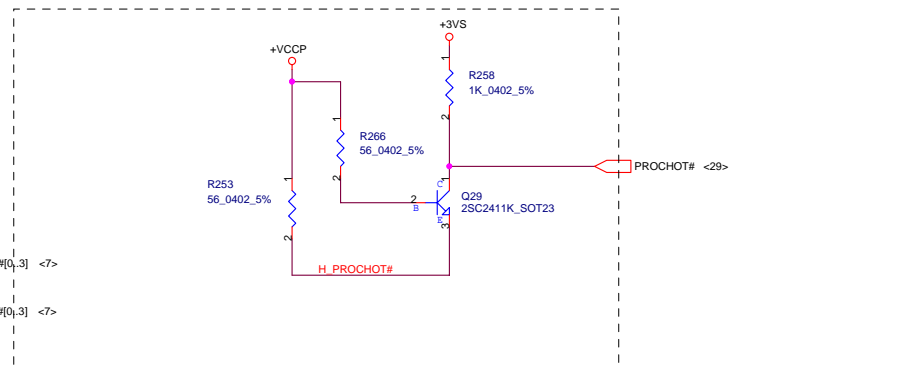 +3VS
+VCCP
1
R258
1K_0402_5%
2
1
R266
56_0402_5%
2
PROCHOT# <29>
1
R253
56_0402_5%
2
1
C
2
B
E
3
Q29
2SC2411K_SOT23
H_PROCHOT#
#[0..3] <7>
#[0..3] <7>